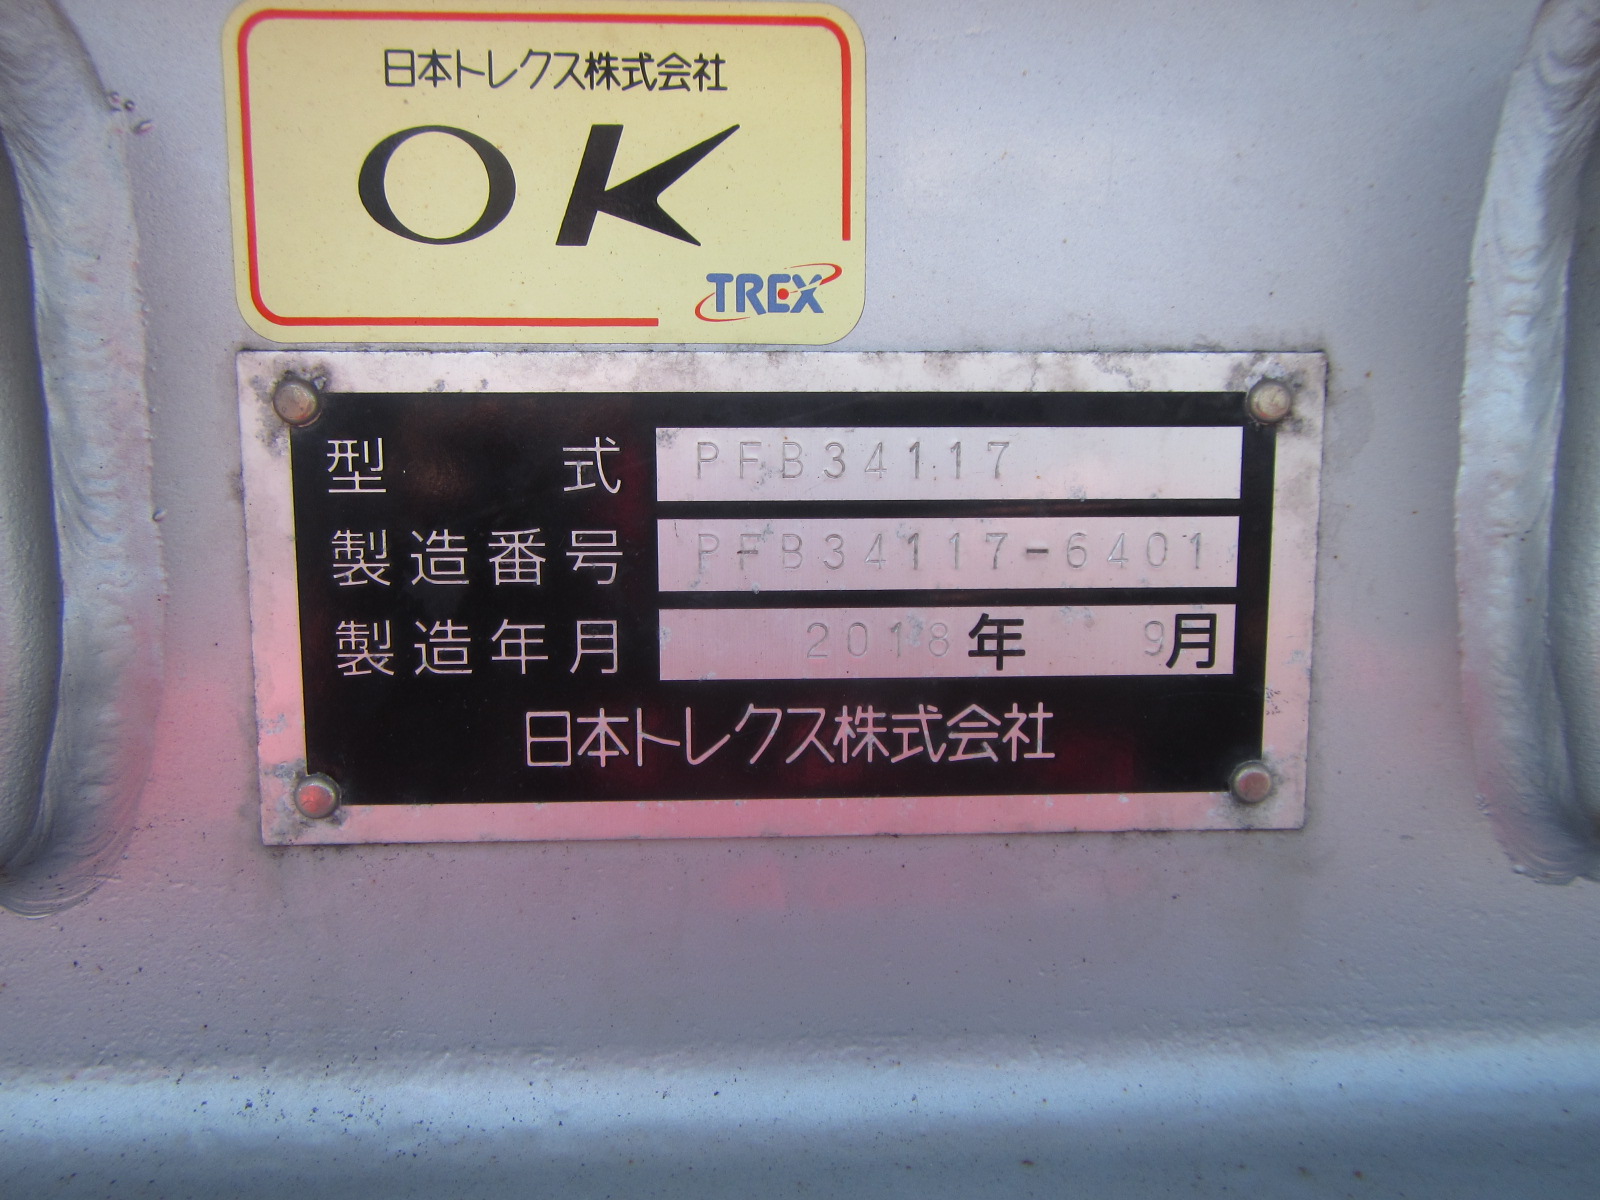 日本トレクス株式会社
OK
TREX
型式 PFB34117
製造番号 PFB34117-6401
製造年月 2018年 9月
日本トレクス株式会社